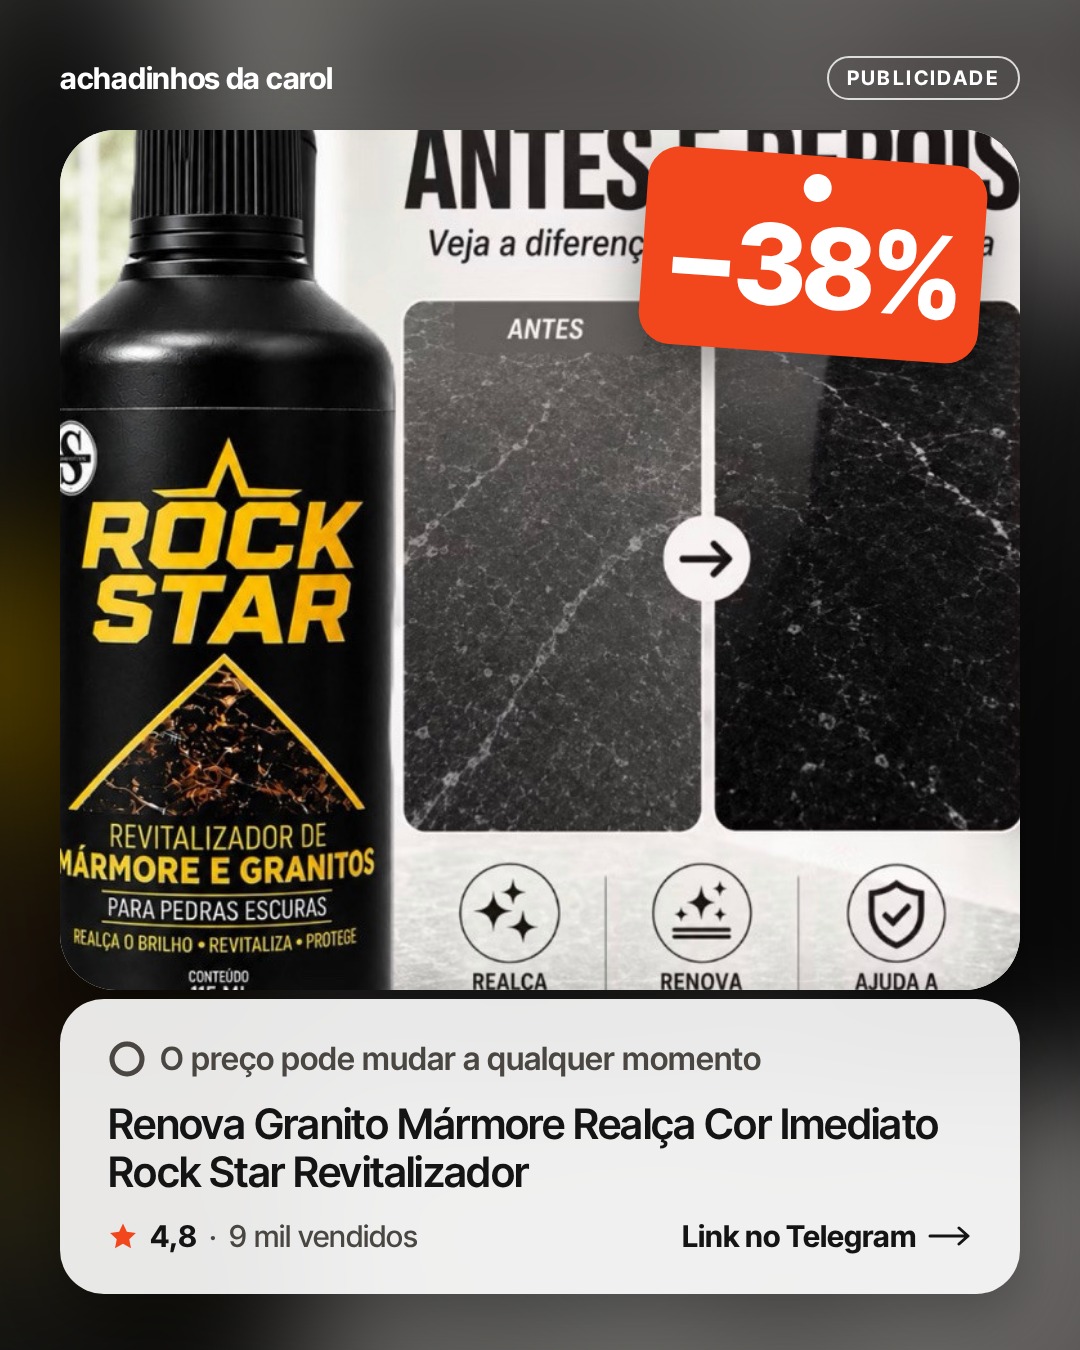 achadinhos da carol
PUBLICIDADE
ANTES E DEPOIS
Veja a
-38%
ANTES
ROCK
STAR
REVITALIZADOR DE
MÁRMORE E GRANITOS
PARA PEDRAS ESCURAS
REALÇA O BRILHO • REVITALIZA • PROTEGE
CONTEÚDO
REALÇA
RENOVA
AJUDA A
O preço pode mudar a qualquer momento
Renova Granito Mármore Realça Cor Imediato
Rock Star Revitalizador
4,8 · 9 mil vendidos
Link no Telegram